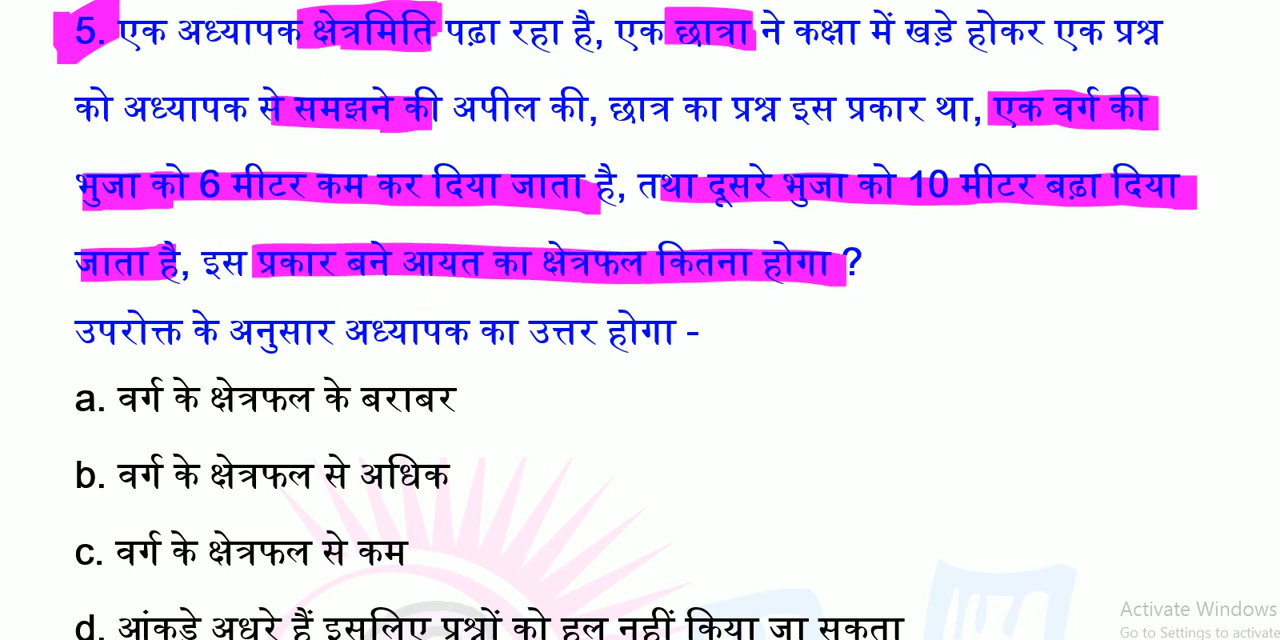 5. एक अध्यापक क्षेत्रमिति पढ़ा रहा है, एक छात्रा ने कक्षा में खड़े होकर एक प्रश्न
को अध्यापक से समझने की अपील की, छात्र का प्रश्न इस प्रकार था, एक वर्ग की
भुजा को 6 मीटर कम कर दिया जाता है, तथा दूसरे भुजा को 10 मीटर बढ़ा दिया
जाता है, इस प्रकार बने आयत का क्षेत्रफल कितना होगा ?
उपरोक्त के अनुसार अध्यापक का उत्तर होगा -
a. वर्ग के क्षेत्रफल के बराबर
b. वर्ग के क्षेत्रफल से अधिक
c. वर्ग के क्षेत्रफल से कम
d. आंकड़े अधूरे हैं इसलिए प्रश्नों को हल नहीं किया जा सकता
Activate Windows
Go to Settings to activate